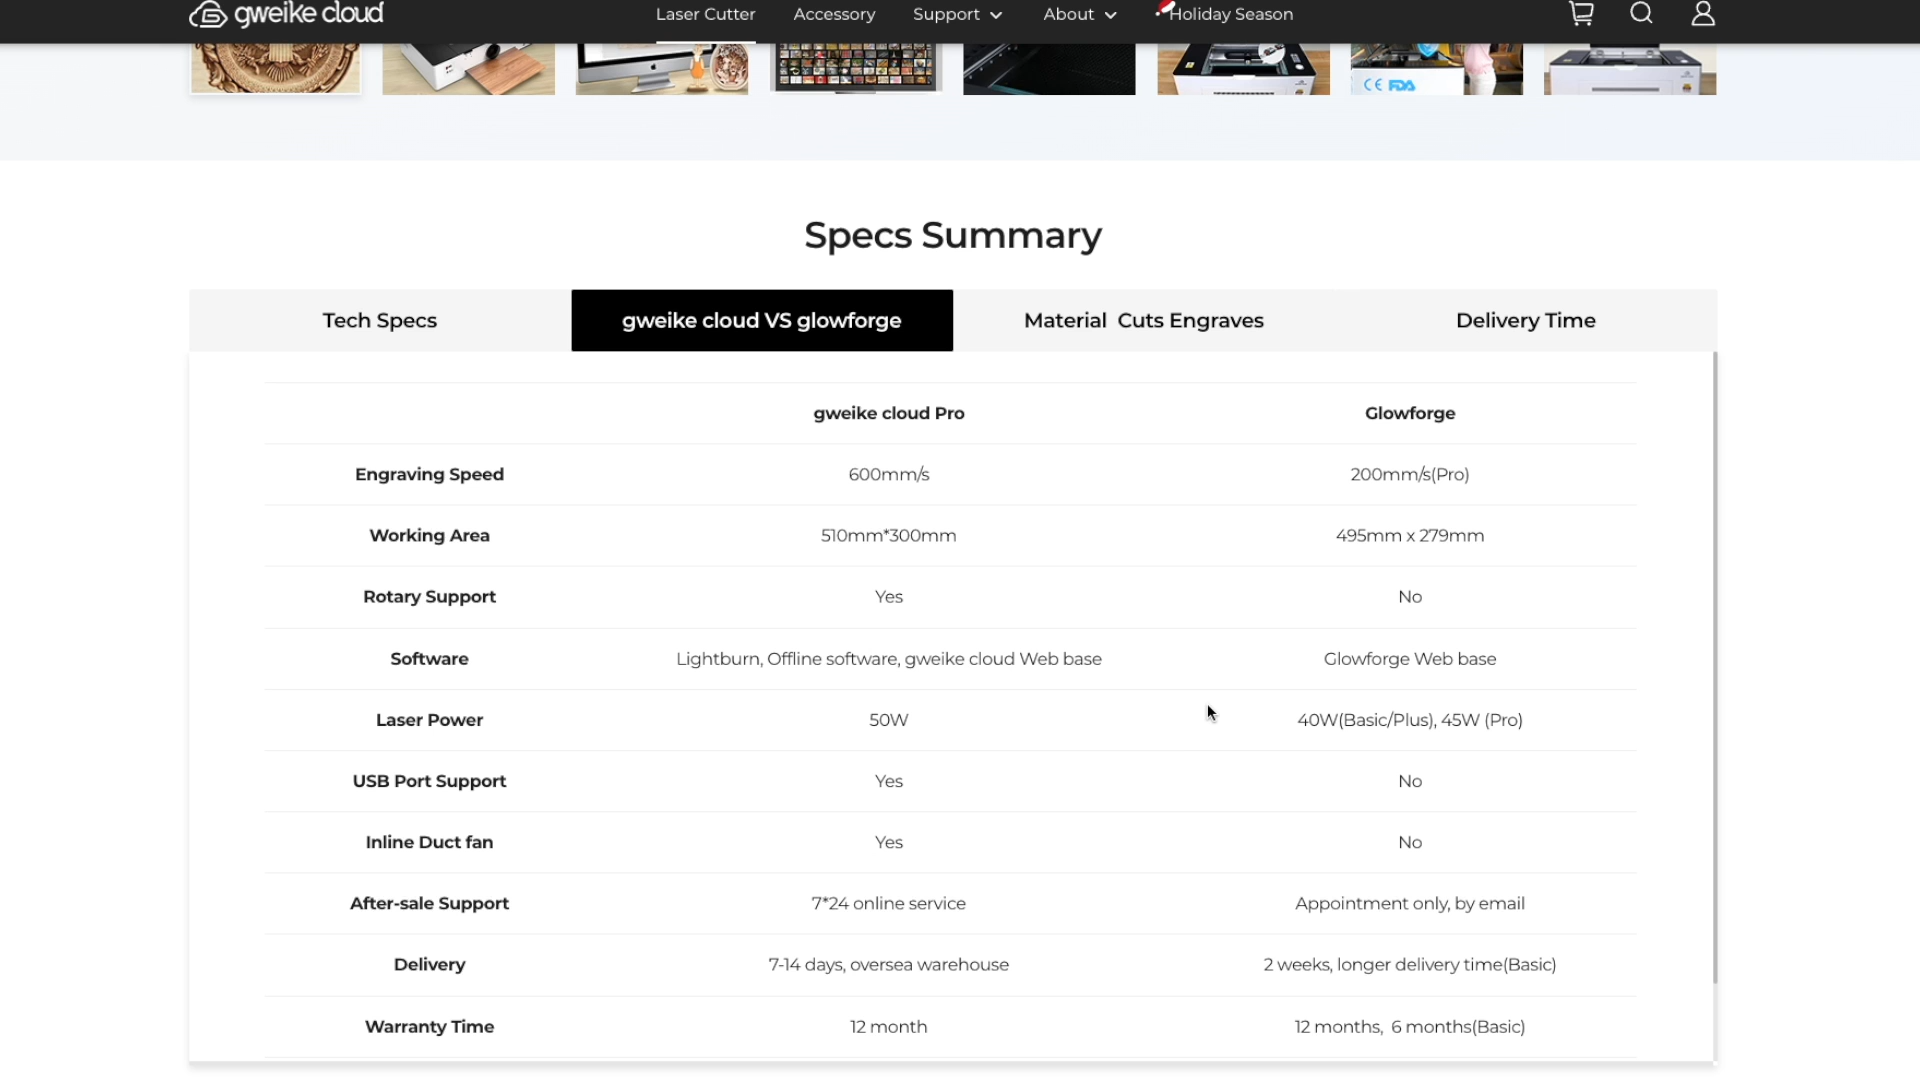 gweike cloud Laser Cutter Accessory Support About Holiday Season
CE FDA
Specs Summary
Tech Specs gweike cloud VS glowforge Material Cuts Engraves Delivery Time
gweike cloud Pro Glowforge
Engraving Speed 600mm/s 200mm/s(Pro)
Working Area 510mm*300mm 495mm x 279mm
Rotary Support Yes No
Software Lightburn, Offline software, gweike cloud Web base Glowforge Web base
Laser Power 50W 40W(Basic/Plus), 45W (Pro)
USB Port Support Yes No
Inline Duct fan Yes No
After-sale Support 7*24 online service Appointment only, by email
Delivery 7-14 days, oversea warehouse 2 weeks, longer delivery time(Basic)
Warranty Time 12 month 12 months, 6 months(Basic)